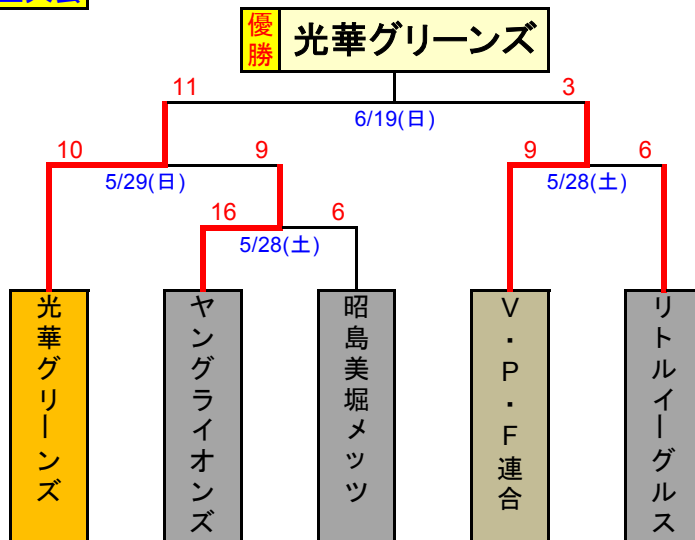 優勝
光華グリーンズ
11
3
6/19(日)
10
9
9
6
5/29(日)
5/28(土)
16
6
5/28(土)
光華グリーンズ
ヤングライオンズ
昭島美堀メッツ
V・P・F連合
リトルイーグルス